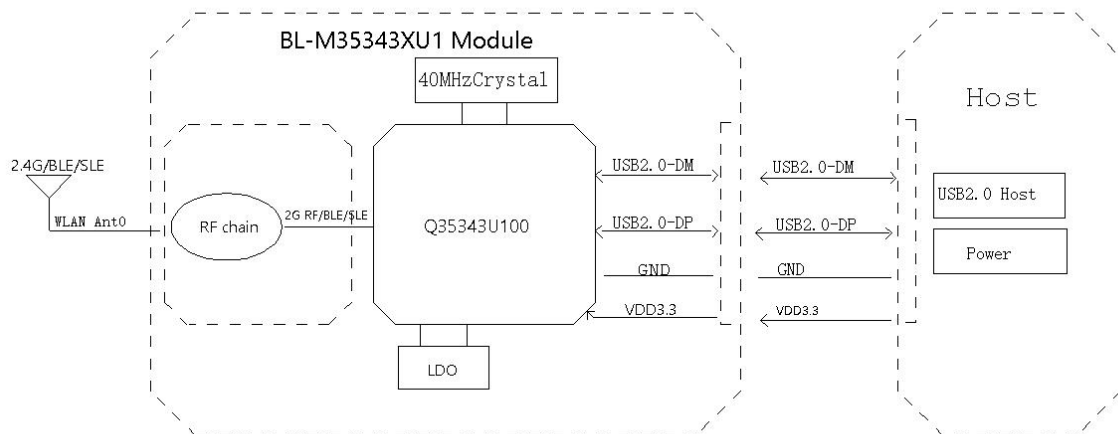 BL-M35343XU1 Module
40MHzCrystal
Host
2.4G/BLE/SLE
WLAN Ant0
RF chain
2G RF/BLE/SLE
Q35343U100
USB2.0-DM
USB2.0-DP
GND
VDD3.3
LDO
USB2.0-DM
USB2.0-DP
GND
VDD3.3
USB2.0 Host
Power